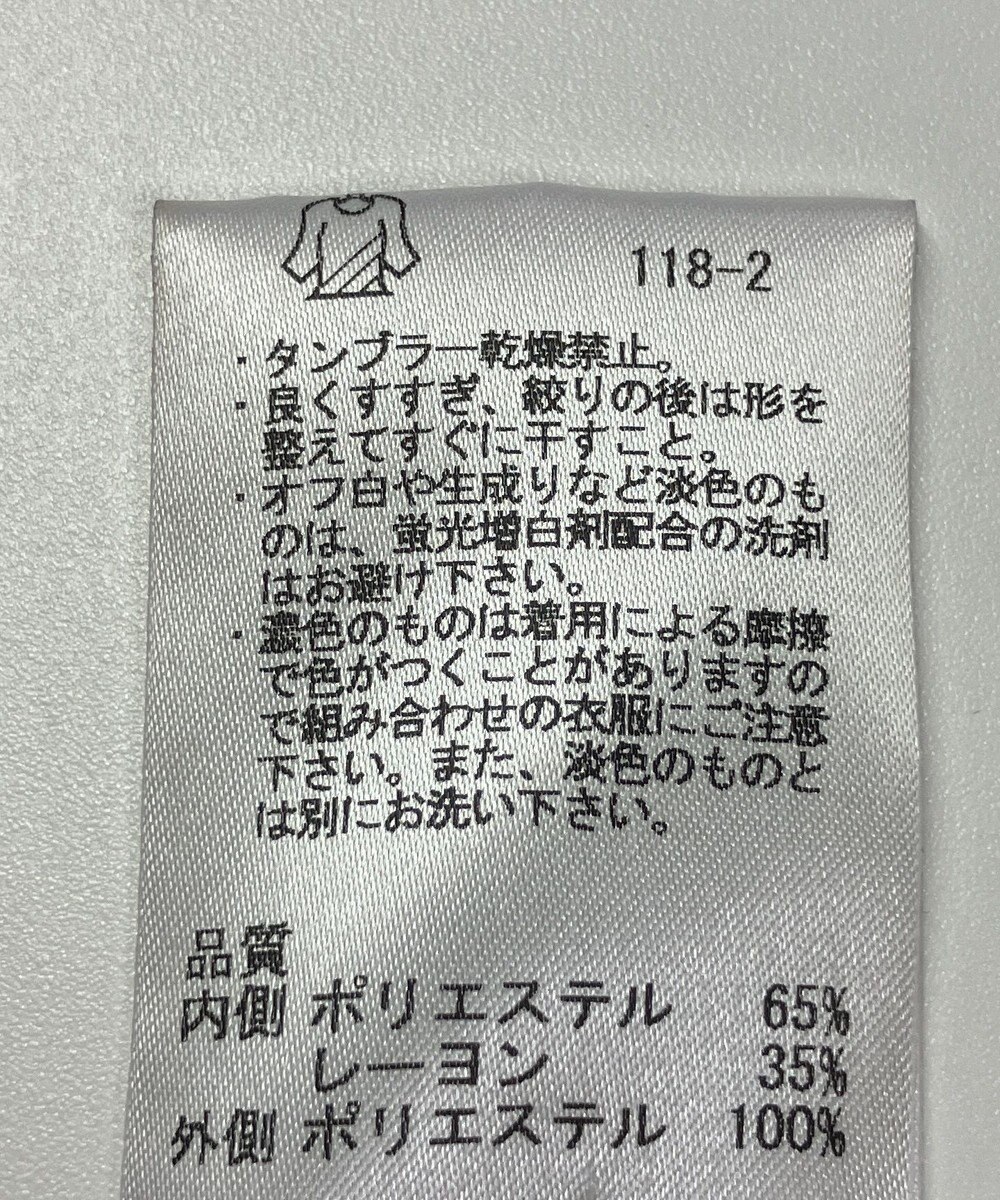 118-2
・タンブラー乾燥禁止。
・良くすすぎ、絞りの後は形を
整えてすぐに干すこと。
・オフ白や生成りなど淡色のも
のは、蛍光増白剤配合の洗剤
はお避け下さい。
・濃色のものは着用による摩擦
で色がつくことがありますの
で組み合わせの衣服にご注意
下さい。また、淡色のものと
は別にお洗い下さい。
品質
内側 ポリエステル 65%
レーヨン 35%
外側 ポリエステル 100%